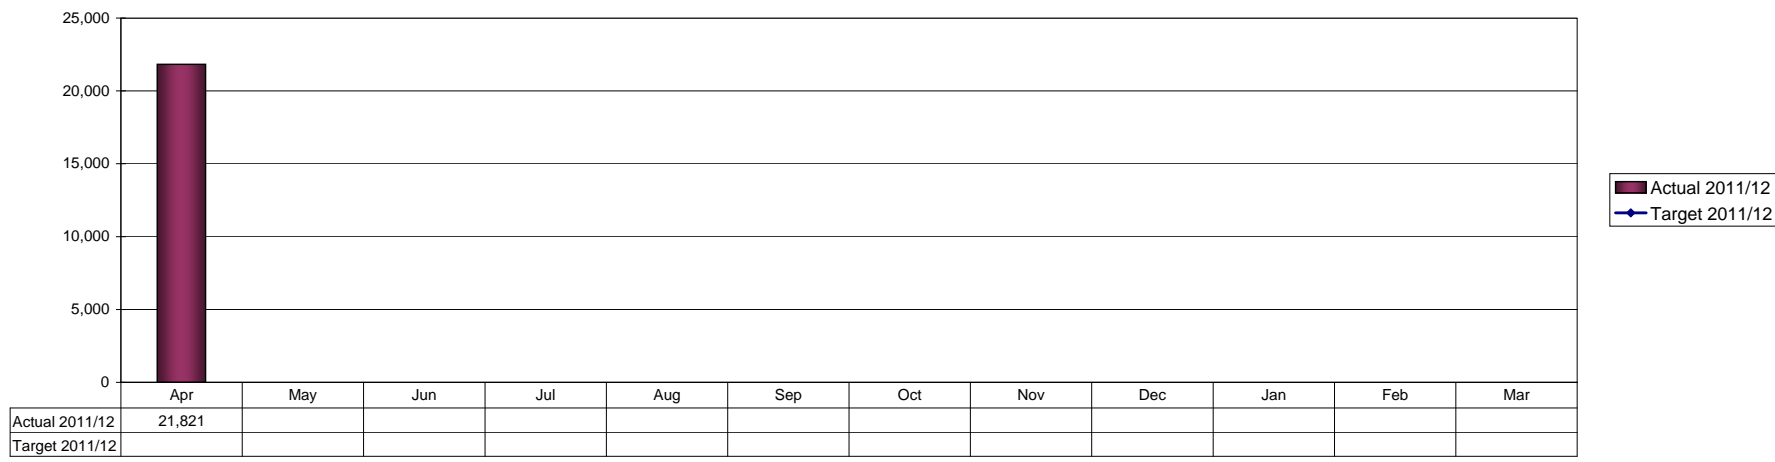 25,000
20,000
15,000
10,000
5,000
0
Actual 2011/12
Target 2011/12
Apr May Jun Jul Aug Sep Oct Nov Dec Jan Feb Mar
Actual 2011/12 21,821
Target 2011/12